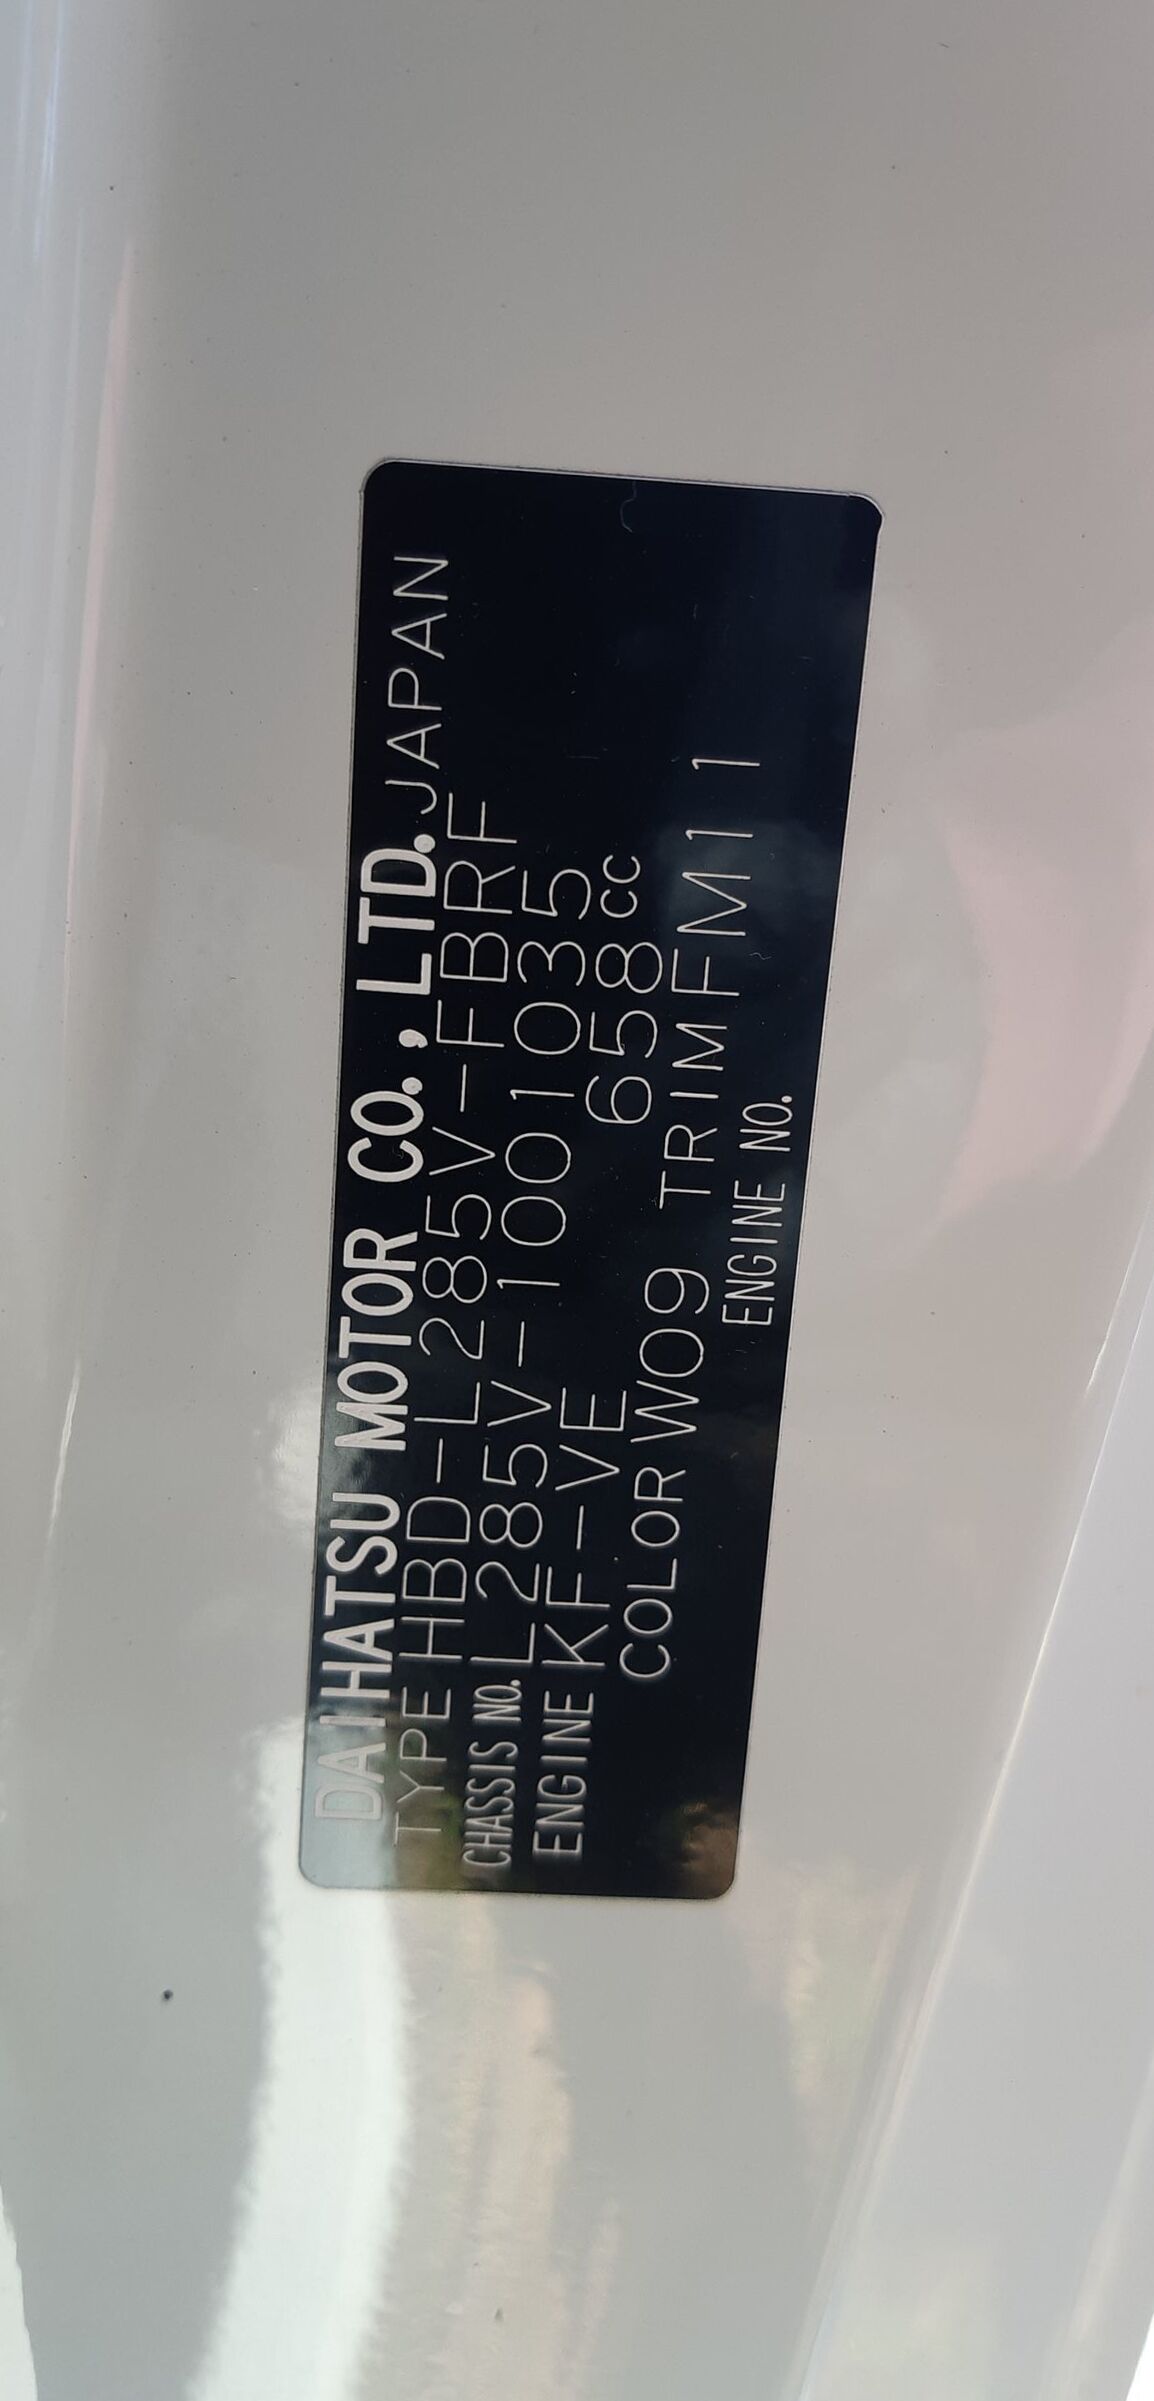 DAIHATSU MOTOR CO., LTD. JAPAN
TYPE HBD-L285V-FBRF
CHASSIS NO. L285V-1001035
ENGINE KF-VE 658cc
COLOR W09 TRIM FM11
ENGINE NO.